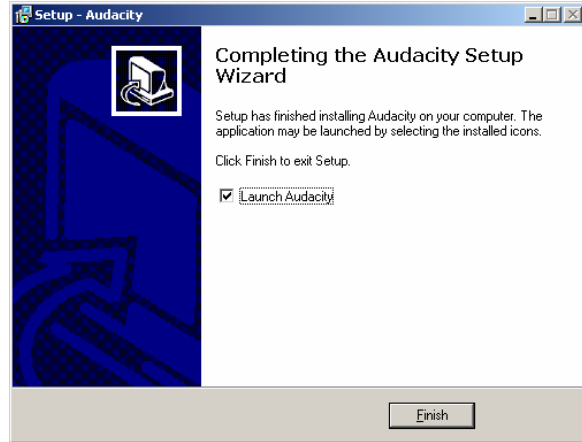 Setup - Audacity
Completing the Audacity Setup
Wizard
Setup has finished installing Audacity on your computer. The
application may be launched by selecting the installed icons.
Click Finish to exit Setup.
Launch Audacity
Finish